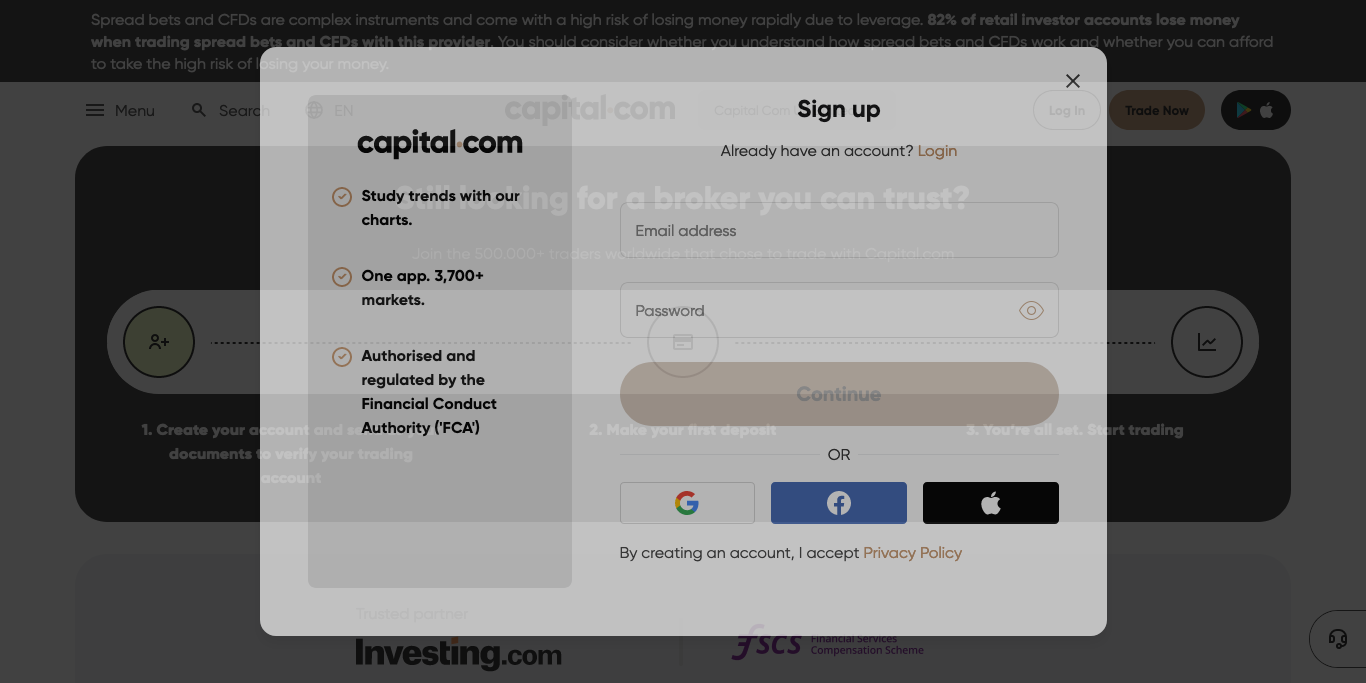 Spread bets and CFDs are complex instruments and come with a high risk of losing money rapidly due to leverage. 82% of retail investor accounts lose money
when trading spread bets and CFDs with this provider. You should consider whether you understand how spread bets and CFDs work and whether you can afford
to take the high risk of losing your money.
Menu
Search
EN
capital.com
Capital Com
Log In
Trade Now
Sign up
Already have an account? Login
capital.com
Study trends with our
charts.
One app. 3,700+
markets.
Authorised and
regulated by the
Financial Conduct
Authority ('FCA')
Still looking for a broker you can trust?
Join the 500,000+ traders worldwide that chose to trade with Capital.com
Email address
Password
Continue
OR
By creating an account, I accept Privacy Policy
1. Create your account and
documents to verify your trading
account
2. Make your first deposit
3. You're all set. Start trading
Trusted partner
Investing.com
fscs
Financial Services
Compensation Scheme